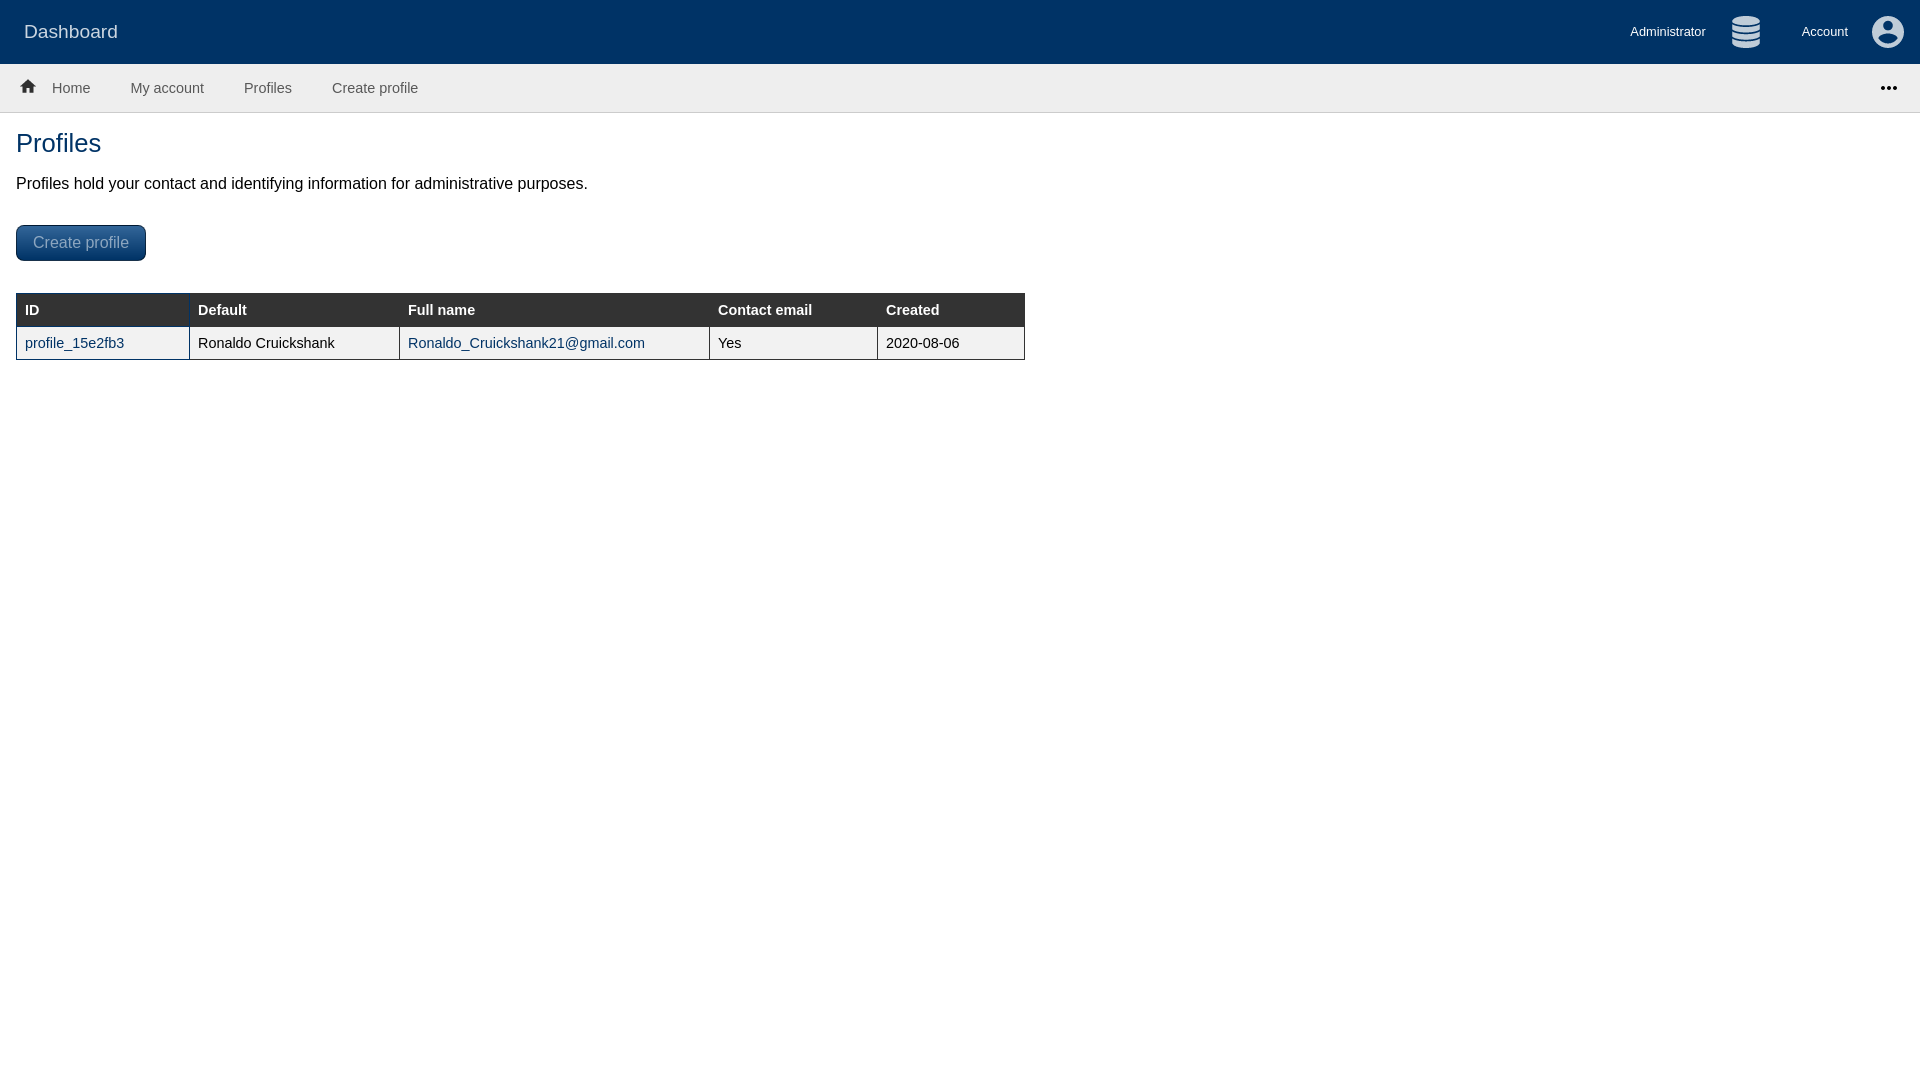 Dashboard
Administrator
Account
Home
My account
Profiles
Create profile
Profiles
Profiles hold your contact and identifying information for administrative purposes.
Create profile
ID Default Full name Contact email Created
profile_15e2fb3 Ronaldo Cruickshank Ronaldo_Cruickshank21@gmail.com Yes 2020-08-06